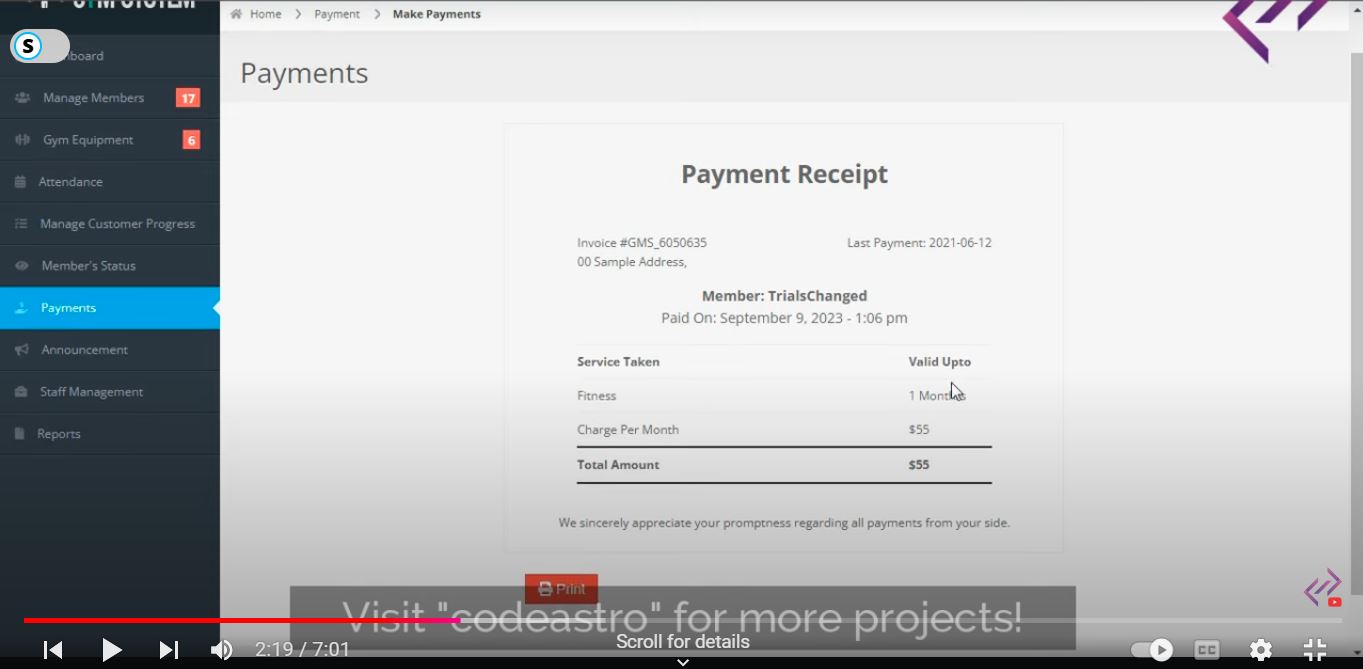 GYM SYSTEM
Home > Payment > Make Payments
S
board
Payments
Manage Members 17
Gym Equipment 6
Attendance
Manage Customer Progress
Member's Status
Payments
Announcement
Staff Management
Reports
Payment Receipt
Invoice #GMS_6050635 Last Payment: 2021-06-12
00 Sample Address,
Member: TrialsChanged
Paid On: September 9, 2023 - 1:06 pm
Service Taken Valid Upto
Fitness 1 Months
Charge Per Month $55
Total Amount $55
We sincerely appreciate your promptness regarding all payments from your side.
Print
Visit "codeastro" for more projects!
Scroll for details
2:19 / 7:01
CC